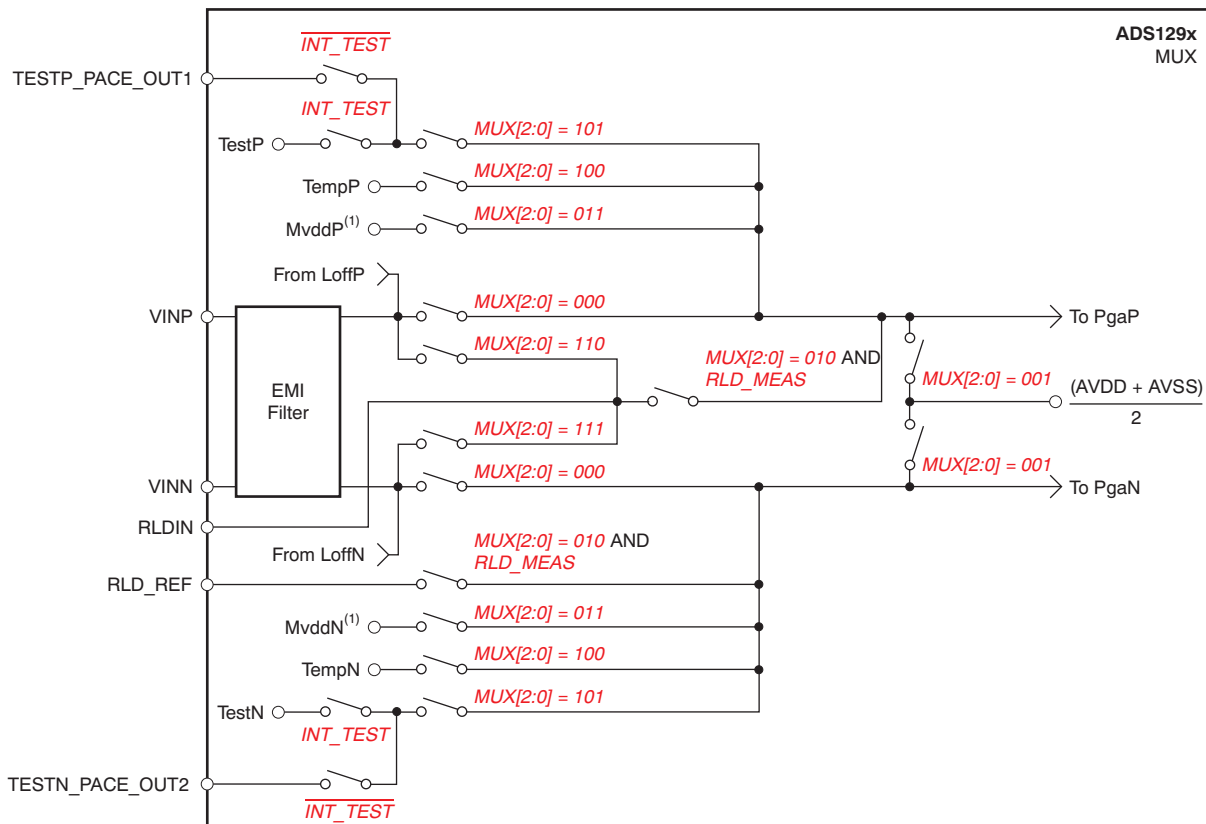 ADS129x
MUX
INT_TEST
TESTP_PACE_OUT1
INT_TEST
MUX[2:0] = 101
TestP
TempP
MUX[2:0] = 100
MvddP(1)
MUX[2:0] = 011
From LoffP
VINP
MUX[2:0] = 000
To PgaP
MUX[2:0] = 110
MUX[2:0] = 010 AND
RLD_MEAS
EMI
Filter
MUX[2:0] = 001
(AVDD + AVSS)
2
MUX[2:0] = 111
VINN
MUX[2:0] = 000
MUX[2:0] = 001
To PgaN
RLDIN
From LoffN
MUX[2:0] = 010 AND
RLD_MEAS
RLD_REF
MvddN(1)
MUX[2:0] = 011
TempN
MUX[2:0] = 100
TestN
MUX[2:0] = 101
INT_TEST
TESTN_PACE_OUT2
INT_TEST